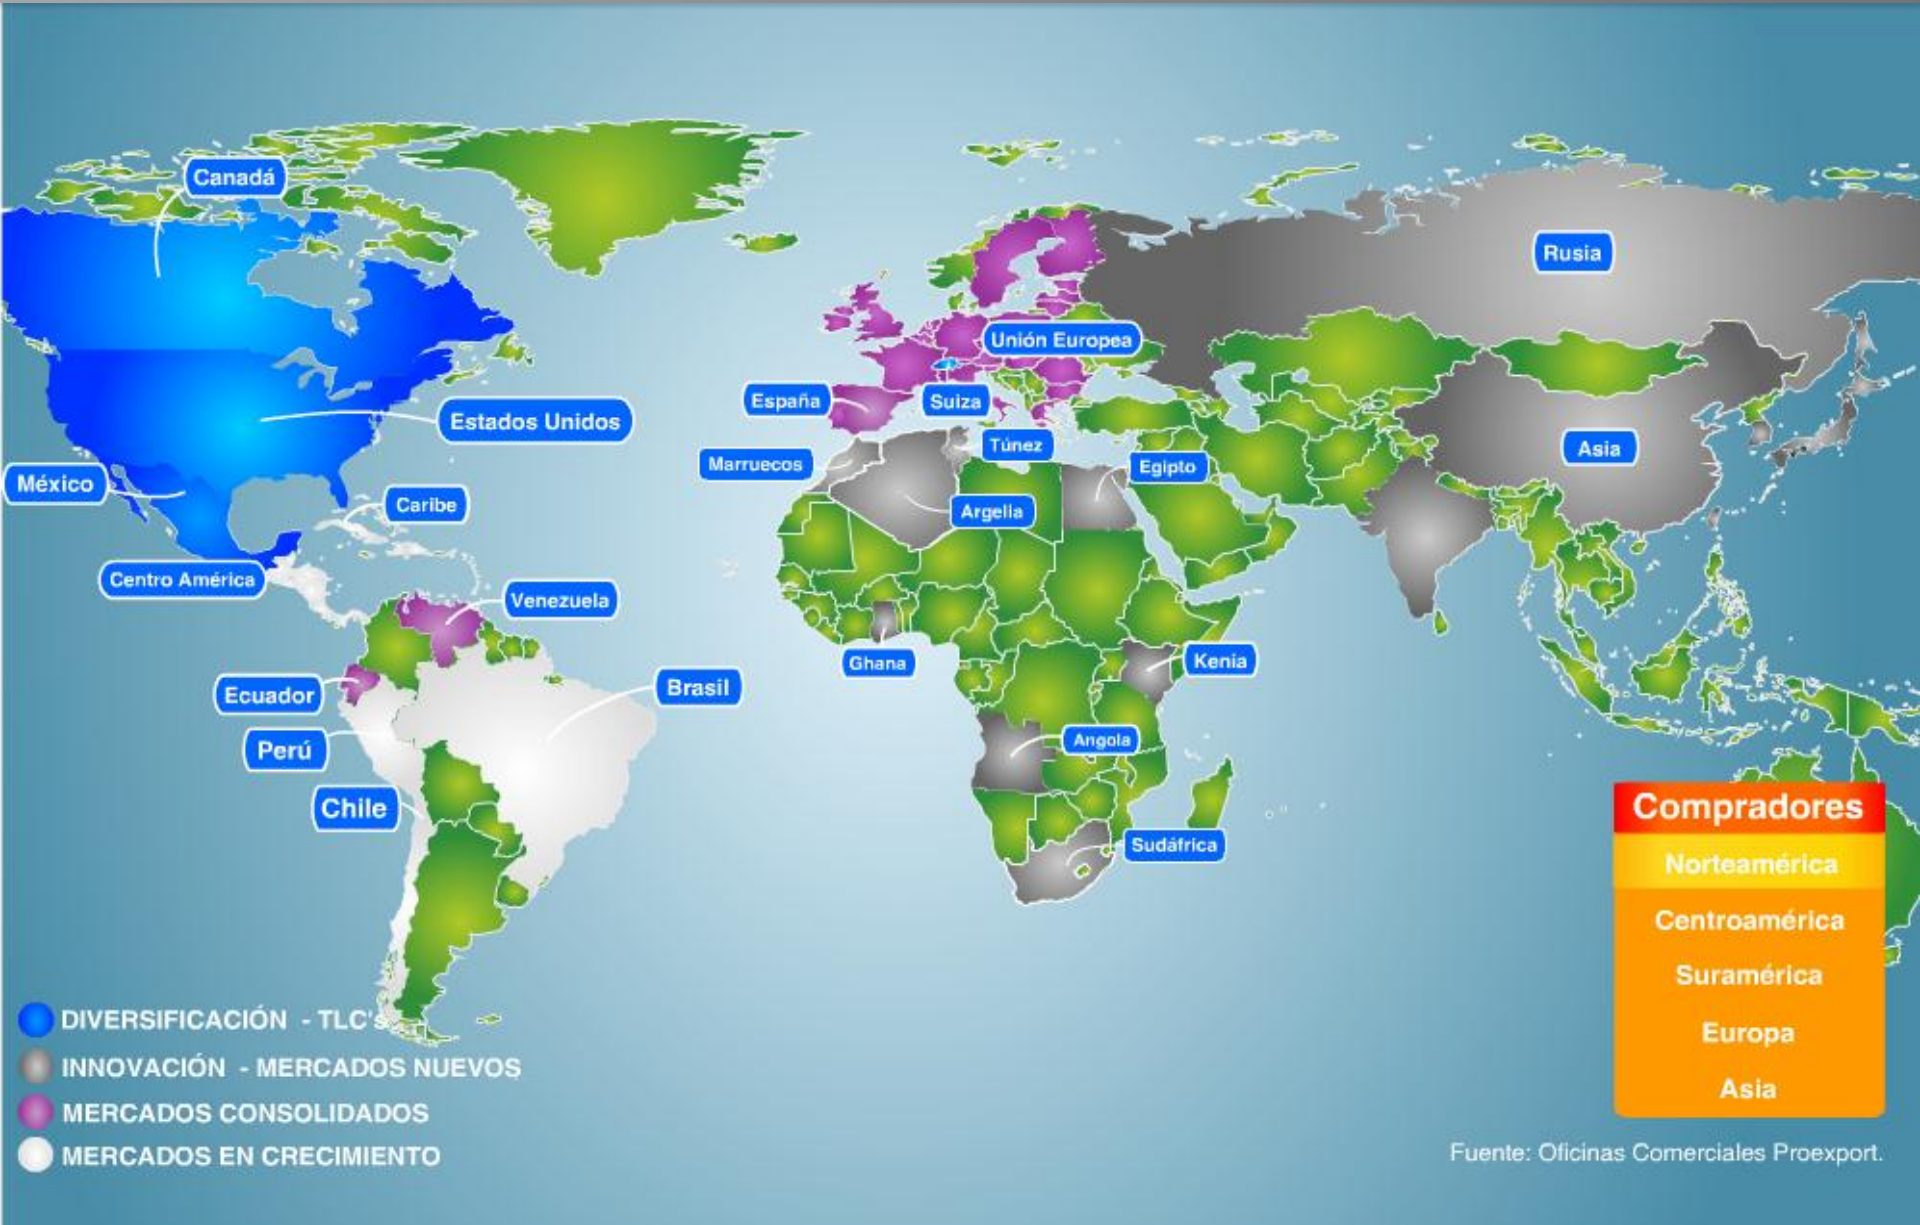 Canadá
Rusia
Unión Europea
España
Suiza
Estados Unidos
Túnez
Asia
Marruecos
Egipto
México
Caribe
Argelia
Centro América
Venezuela
Ghana
Kenia
Ecuador
Brasil
Perú
Angola
Chile
Sudáfrica
Compradores
Norteamérica
Centroamérica
Suramérica
Europa
Asia
DIVERSIFICACIÓN - TLC's
INNOVACIÓN - MERCADOS NUEVOS
MERCADOS CONSOLIDADOS
MERCADOS EN CRECIMIENTO
Fuente: Oficinas Comerciales Proexport.